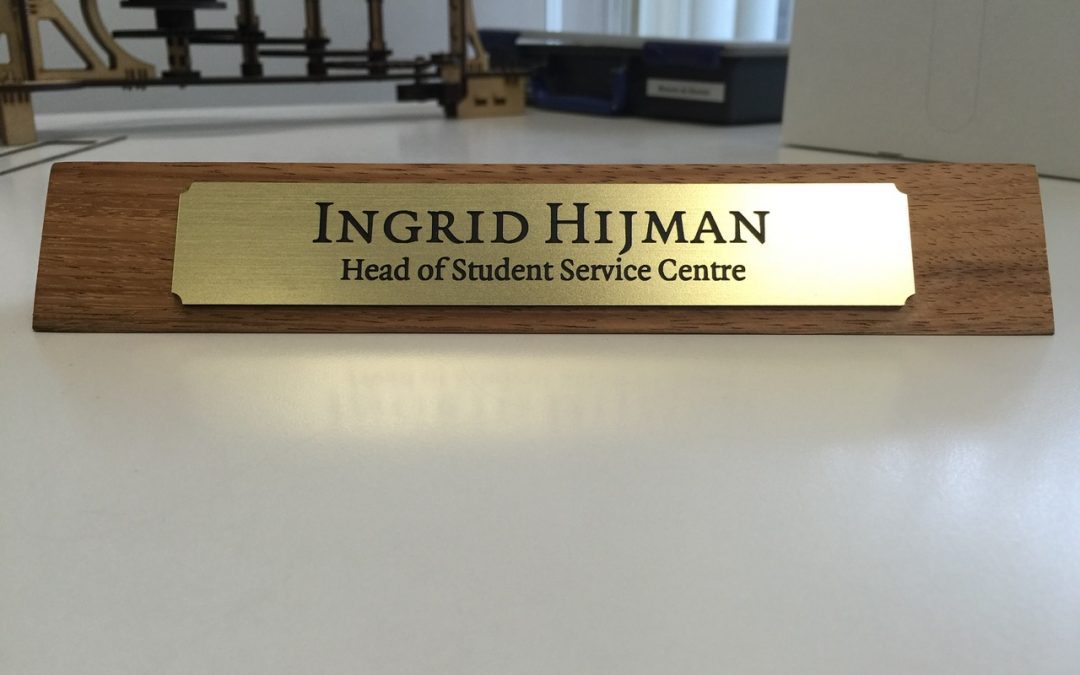 Ingrid Hijman
Head of Student Service Centre